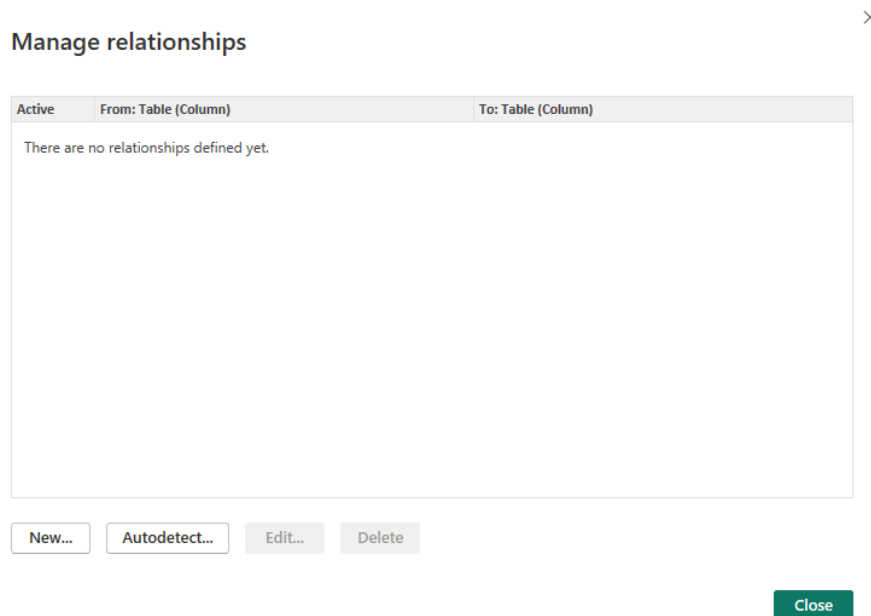 Manage relationships
Active From: Table (Column) To: Table (Column)
There are no relationships defined yet.
New... Autodetect... Edit... Delete
Close